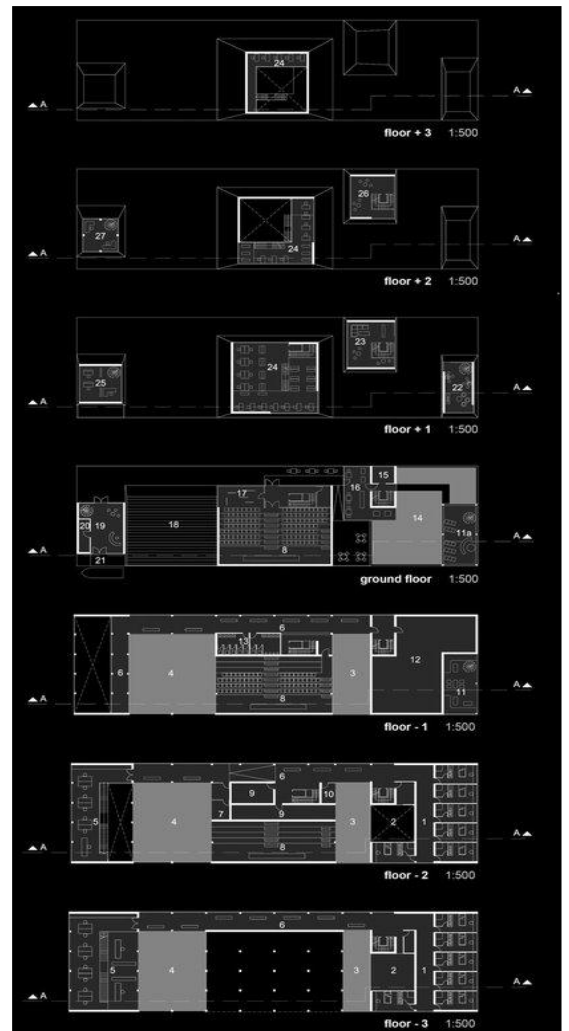 24
A A
floor + 3 1:500
26
27
24
A A
floor + 2 1:500
23
24
25
22
A A
floor + 1 1:500
15
16
17
14
20 19
18
11a
8
21
A A
ground floor 1:500
6
13
12
6
4
3
11
8
A A
floor - 1 1:500
6
9
10
7
9
5
4
3
2
1
8
A A
floor - 2 1:500
6
5
4
3
2
1
A A
floor - 3 1:500